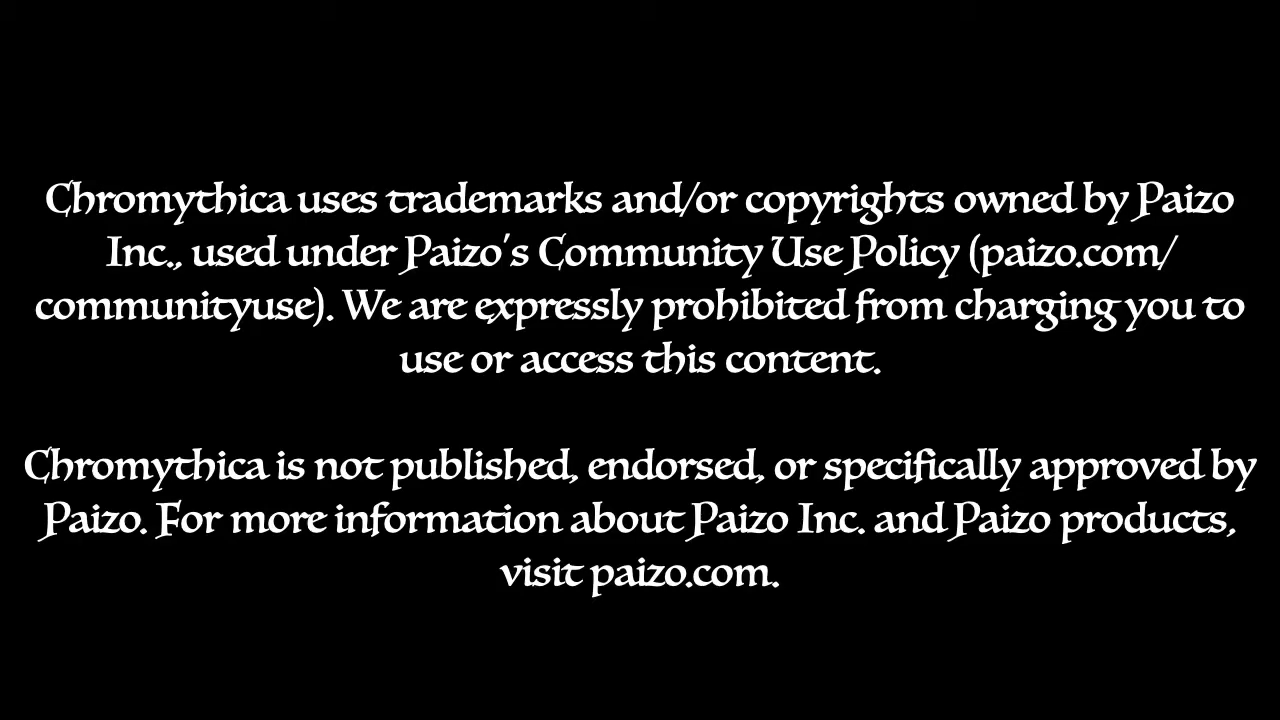 Chromythica uses trademarks and/or copyrights owned by Paizo
Inc., used under Paizo's Community Use Policy (paizo.com/
communityuse). We are expressly prohibited from charging you to
use or access this content.
Chromythica is not published, endorsed, or specifically approved by
Paizo. For more information about Paizo Inc. and Paizo products,
visit paizo.com.